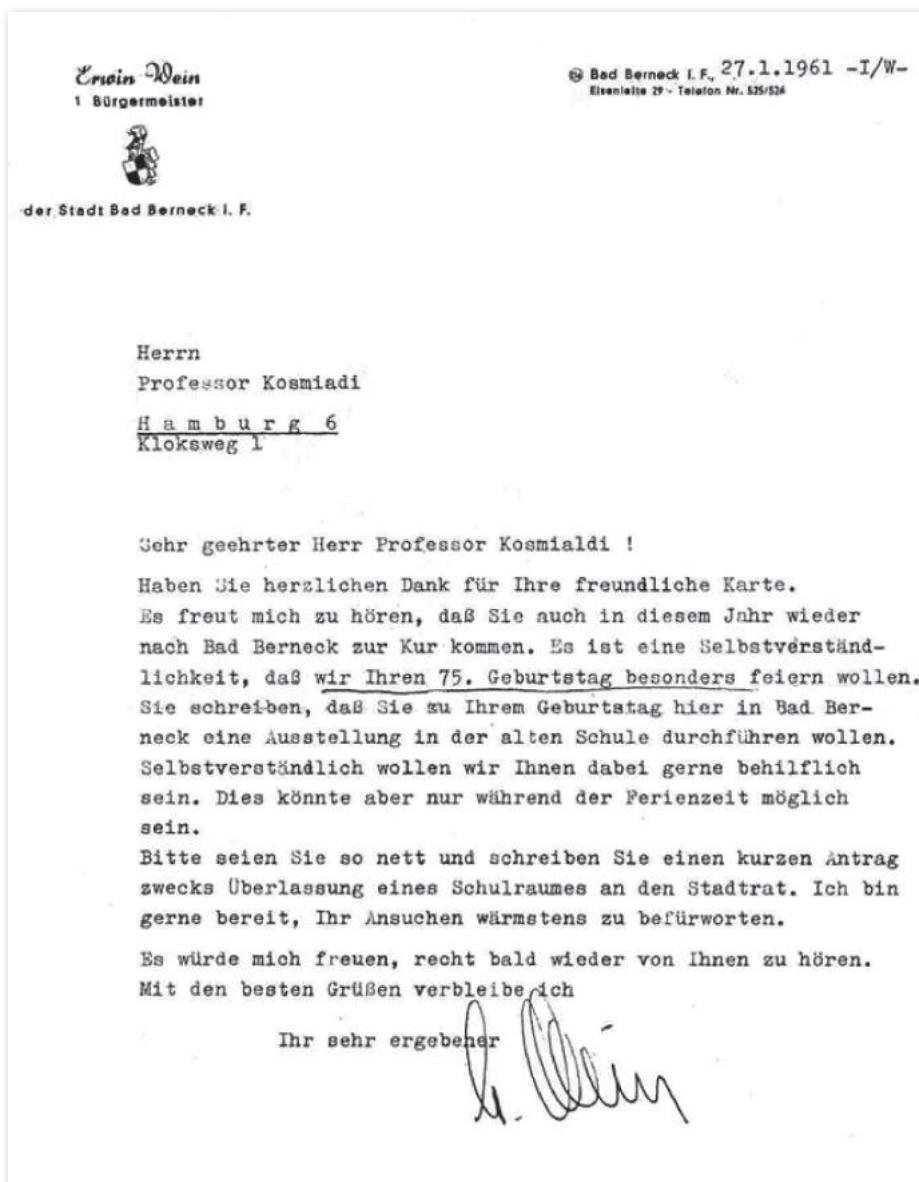 Erwin Wein
1 Bürgermeister
der Stadt Bad Berneck i. F.
Bad Berneck i. F., 27.1.1961 -I/W-
Eisenleite 29 - Telefon Nr. 525/526
Herrn
Professor Kosmiadi
H a m b u r g 6
Kloksweg 1
Sehr geehrter Herr Professor Kosmialdi !
Haben Sie herzlichen Dank für Ihre freundliche Karte.
Es freut mich zu hören, daß Sie auch in diesem Jahr wieder
nach Bad Berneck zur Kur kommen. Es ist eine Selbstverständ-
lichkeit, daß wir Ihren 75. Geburtstag besonders feiern wollen.
Sie schreiben, daß Sie zu Ihrem Geburtstag hier in Bad Ber-
neck eine Ausstellung in der alten Schule durchführen wollen.
Selbstverständlich wollen wir Ihnen dabei gerne behilflich
sein. Dies könnte aber nur während der Ferienzeit möglich
sein.
Bitte seien Sie so nett und schreiben Sie einen kurzen Antrag
zwecks Überlassung eines Schulraumes an den Stadtrat. Ich bin
gerne bereit, Ihr Ansuchen wärmstens zu befürworten.
Es würde mich freuen, recht bald wieder von Ihnen zu hören.
Mit den besten Grüßen verbleibe ich
Ihr sehr ergebener